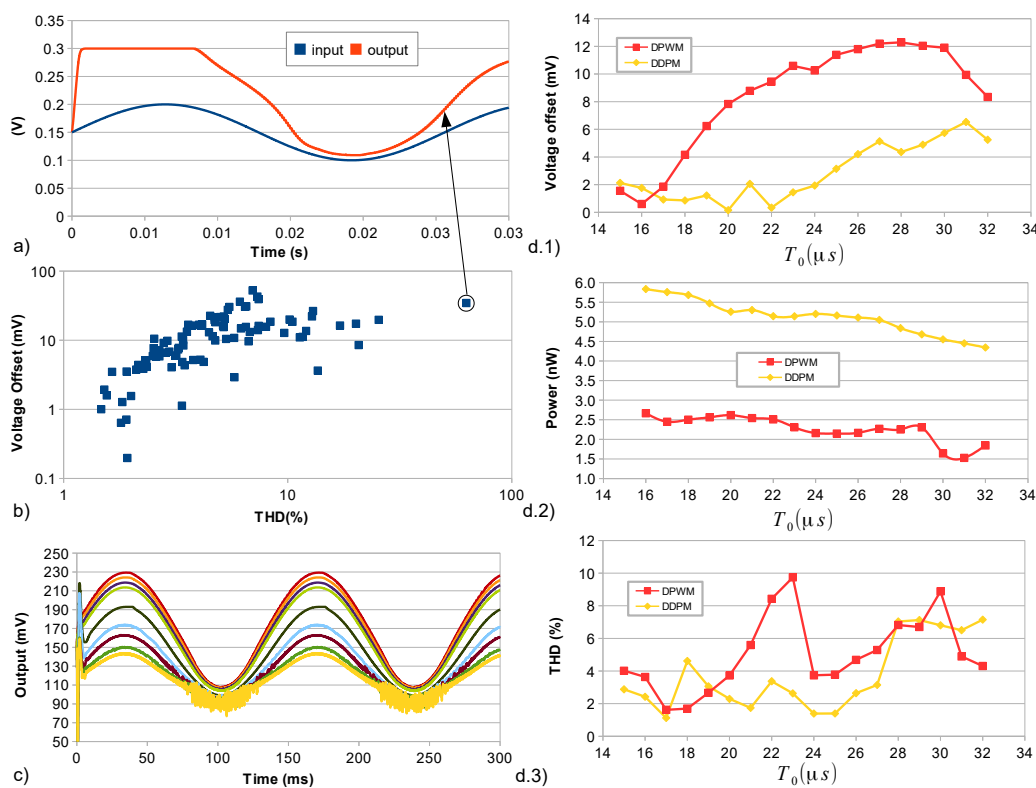 0.35
0.3
0.25
0.2
0.15
0.1
0.05
0
(V)
input output
0 0.01 0.01 0.02 0.02 0.03 0.03
Time (s)
a)
100
10
1
0.1
Voltage Offset (mV)
1 10 100
THD(%)
b)
250
230
210
190
170
150
130
110
90
70
50
Output (mV)
0 50 100 150 200 250 300
Time (ms)
c)
14
12
10
8
6
4
2
0
Voltage offset (mV)
DPWM
DDPM
14 16 18 20 22 24 26 28 30 32 34
T₀(μs)
d.1)
6.0
5.5
5.0
4.5
4.0
3.5
3.0
2.5
2.0
1.5
1.0
Power (nW)
DPWM
DDPM
14 16 18 20 22 24 26 28 30 32 34
T₀(μs)
d.2)
12
10
8
6
4
2
0
THD (%)
DPWM
DDPM
14 16 18 20 22 24 26 28 30 32 34
T₀(μs)
d.3)